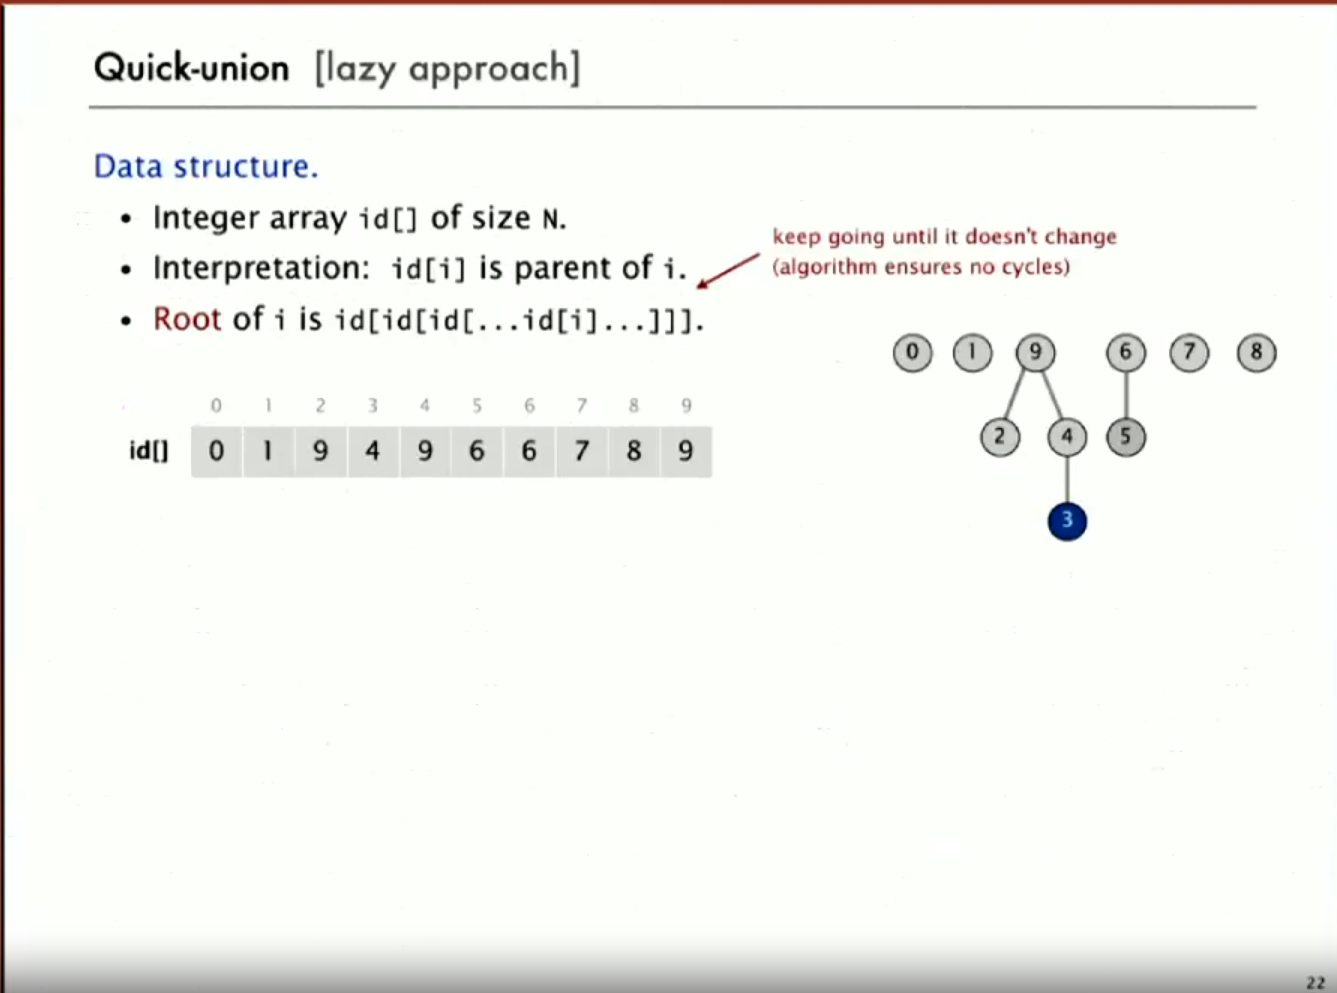 Quick-union [lazy approach]
Data structure.
• Integer array id[] of size N.
• Interpretation: id[i] is parent of i.
• Root of i is id[id[id[...id[i]...]]].
keep going until it doesn't change
(algorithm ensures no cycles)
0 1 2 3 4 5 6 7 8 9
id[] 0 1 9 4 9 6 6 7 8 9
0 1 9 6 7 8
2 4 5
3
22